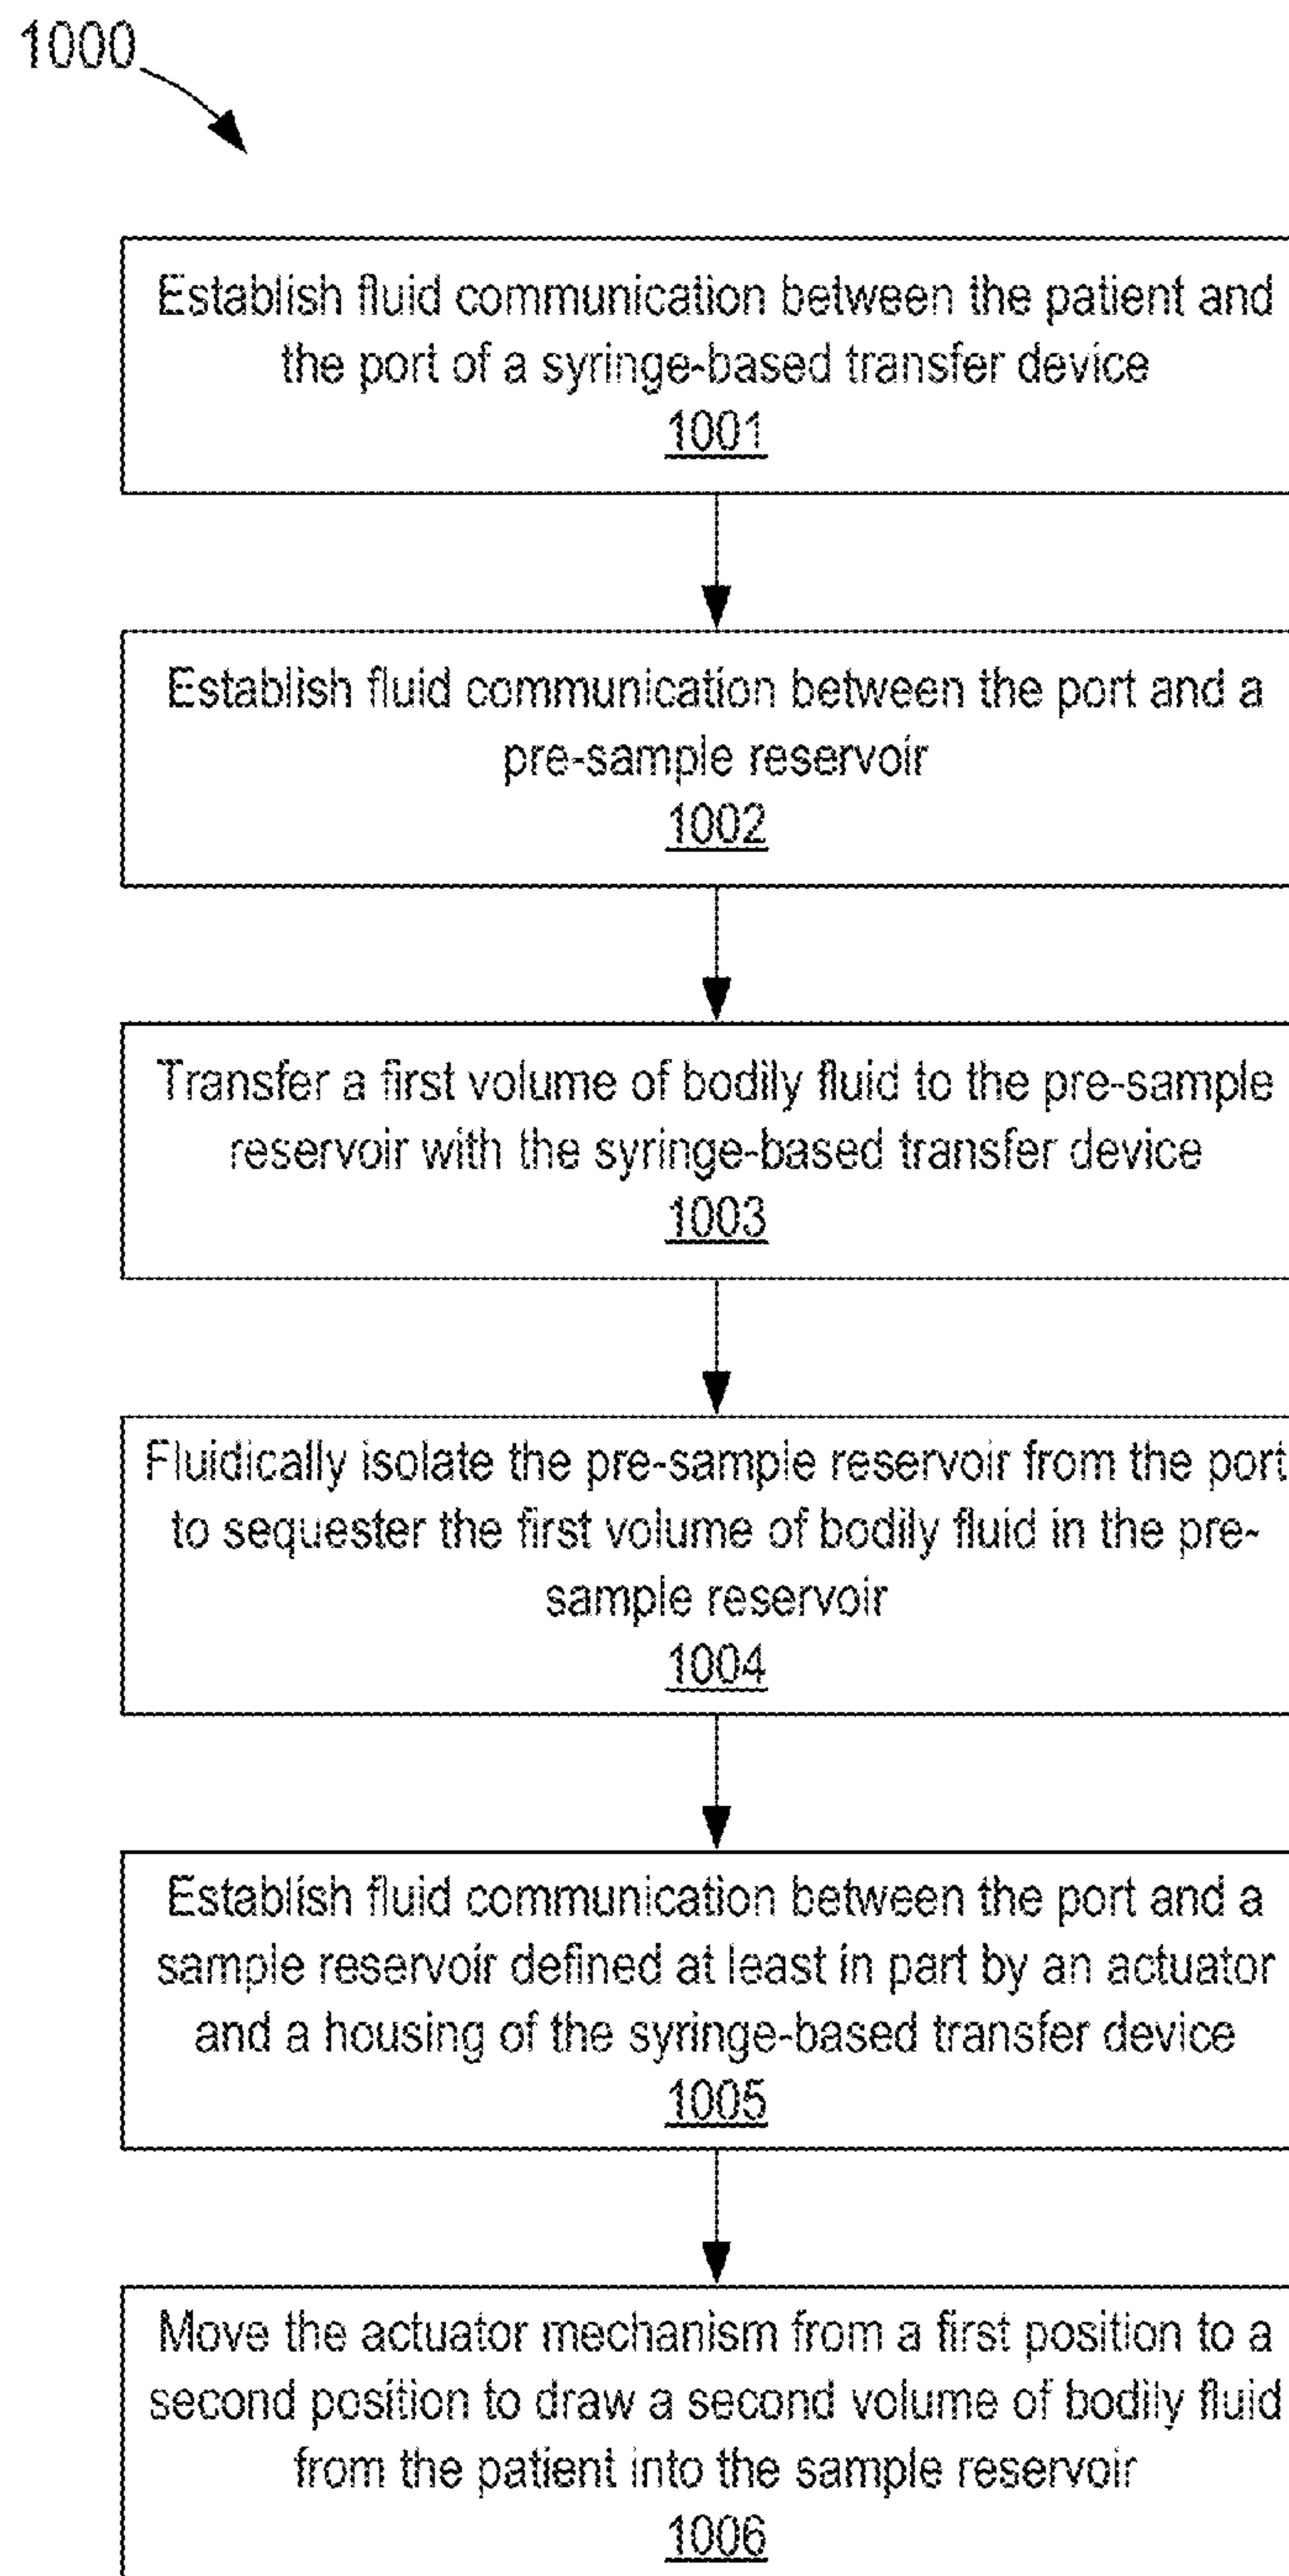 1000
Establish fluid communication between the patient and
the port of a syringe-based transfer device
1001
Establish fluid communication between the port and a
pre-sample reservoir
1002
Transfer a first volume of bodily fluid to the pre-sample
reservoir with the syringe-based transfer device
1003
Fluidically isolate the pre-sample reservoir from the port
to sequester the first volume of bodily fluid in the pre-
sample reservoir
1004
Establish fluid communication between the port and a
sample reservoir defined at least in part by an actuator
and a housing of the syringe-based transfer device
1005
Move the actuator mechanism from a first position to a
second position to draw a second volume of bodily fluid
from the patient into the sample reservoir
1006